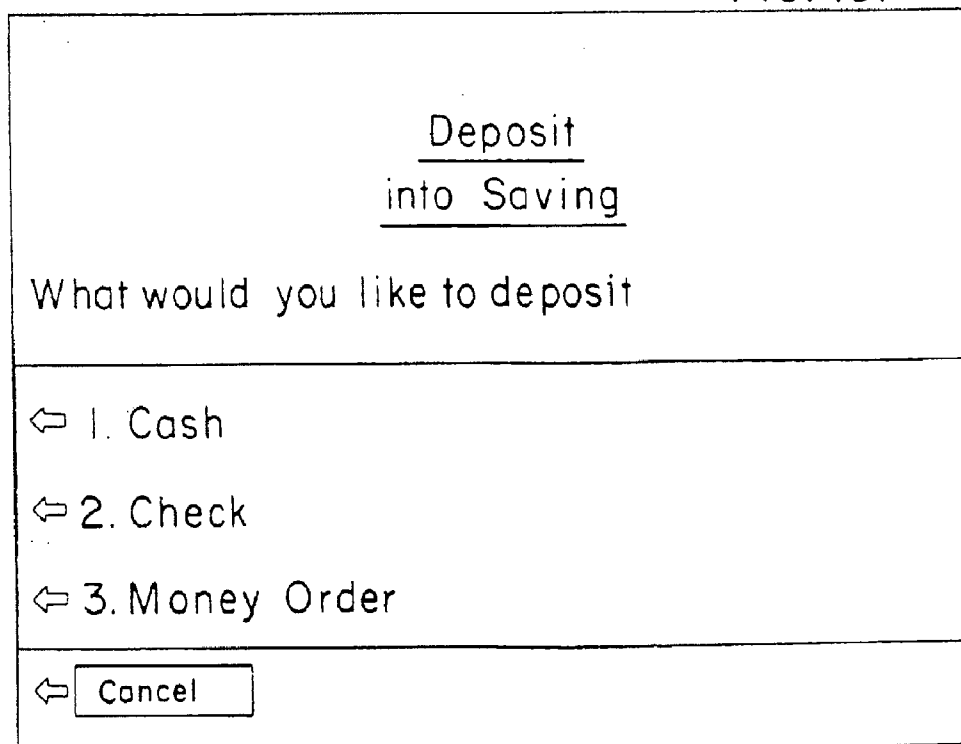 Deposit
into Saving
What would you like to deposit
⇦ 1. Cash
⇦ 2. Check
⇦ 3. Money Order
⇦ Cancel